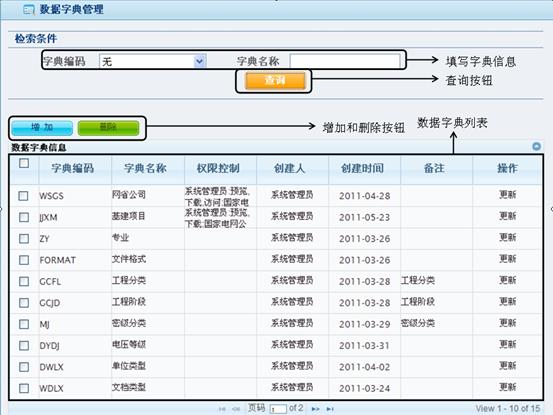 数据字典管理
检索条件
字典编码 无 字典名称 填写字典信息
查询 查询按钮
增 加 删除 增加和删除按钮 数据字典列表
数据字典信息
字典编码 字典名称 权限控制 创建人 创建时间 备注 操作
WSGS 网省公司 系统管理员:预览,下载,访问;国家电 系统管理员 2011-04-28 更新
JJXM 基建项目 系统管理员:预览,下载;国家电网公 系统管理员 2011-05-23 更新
ZY 专业 系统管理员 2011-03-26 更新
FORMAT 文件格式 系统管理员 2011-03-26 更新
GCFL 工程分类 系统管理员 2011-03-28 工程分类 更新
GCJD 工程阶段 系统管理员 2011-03-28 工程阶段 更新
MJ 密级分类 系统管理员 2011-03-29 密级分类 更新
DYDJ 电压等级 系统管理员 2011-03-31 更新
DWLX 单位类型 系统管理员 2011-04-02 更新
WDLX 文档类型 系统管理员 2011-03-24 更新
页码 1 of 2 View 1 - 10 of 15